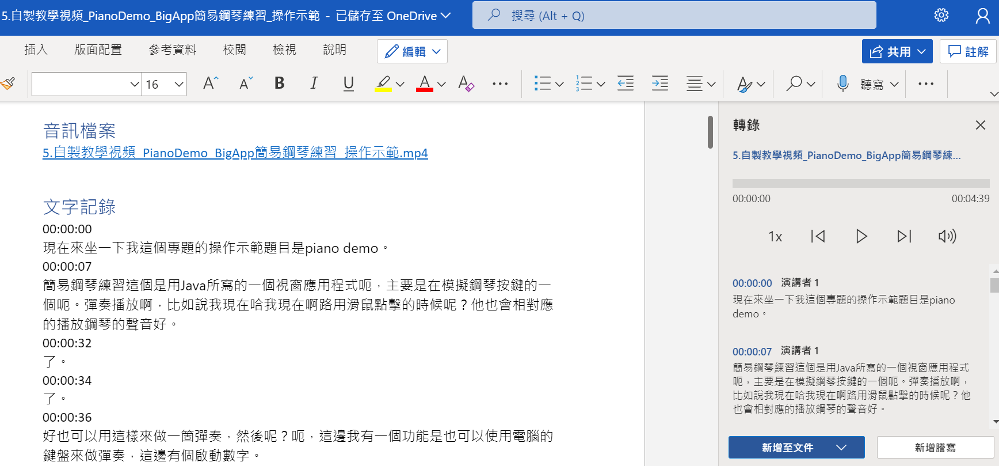 5.自製教學視頻_PianoDemo_BigApp簡易鋼琴練習_操作示範 - 已儲存至 OneDrive
搜尋 (Alt + Q)
插入 版面配置 參考資料 校閱 檢視 說明 編輯 共用 註解
16 A A B I U A A 聽寫
音訊檔案
5.自製教學視頻_PianoDemo_BigApp簡易鋼琴練習_操作示範.mp4
文字記錄
00:00:00
現在來坐一下我這個專題的操作示範題目是piano demo。
00:00:07
簡易鋼琴練習這個是用Java所寫的一個視窗應用程式呃，主要是在模擬鋼琴按鍵的一
個呃。彈奏播放啊，比如說我現在哈我現在啊路用滑鼠點擊的時候呢？他也會相對應
的播放鋼琴的聲音好。
00:00:32
了。
00:00:34
了。
00:00:36
好也可以用這樣來做一箇彈奏，然後呢？呃，這邊我有一個功能是也可以使用電腦的
鍵盤來做彈奏，這邊有個啟動數字。
轉錄
5.自製教學視頻_PianoDemo_BigApp簡易鋼琴練...
00:00:00 00:04:39
1x
00:00:00 演講者 1
現在來坐一下我這個專題的操作示範題目是piano
demo。
00:00:07 演講者 1
簡易鋼琴練習這個是用Java所寫的一個視窗應用程式
呃，主要是在模擬鋼琴按鍵的一個呃。彈奏播放啊，
比如說我現在哈我現在啊路用滑鼠點擊的時候呢？他
也會相對應的播放鋼琴的聲音好。
新增至文件 新增謄寫